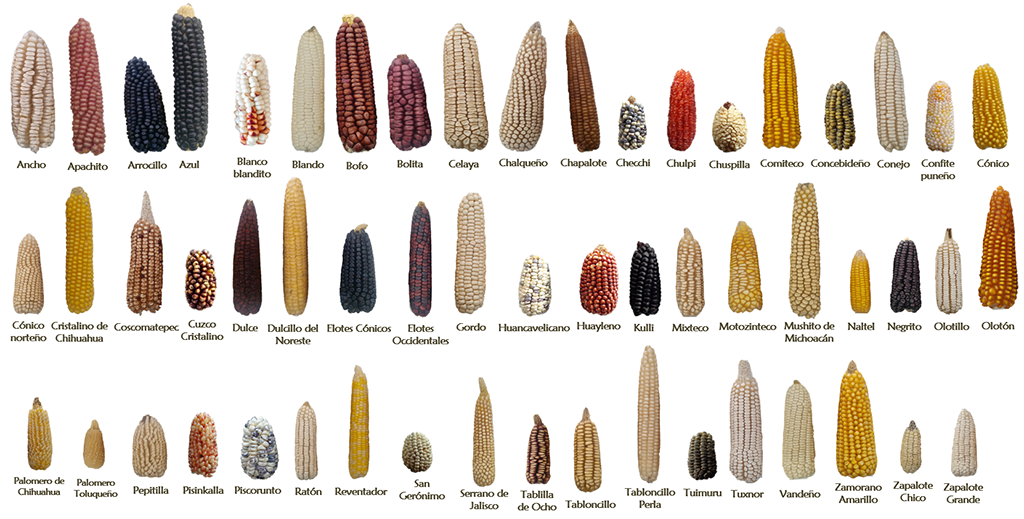 Ancho Apachito Arrocillo Azul Blanco blandito Blando Bofo Bolita Celaya Chalqueño Chapalote Checchi Chulpi Chuspilla Comiteco Concebideño Conejo Confite puneño Cónico
Cónico norteño Cristalino de Chihuahua Coscomatepec Cuzco Cristalino Dulce Dulcillo del Noreste Elotes Cónicos Elotes Occidentales Gordo Huancavelicano Huayleno Kulli Mixteco Motozinteco Mushito de Michoacán Naltel Negrito Olotillo Olotón
Palomero de Chihuahua Palomero Toluqueño Pepitilla Pisinkalla Piscorunto Ratón Reventador San Gerónimo Serrano de Jalisco Tablilla de Ocho Tabloncillo Tabloncillo Perla Tuimuru Tuxnor Vandeño Zamorano Amarillo Zapalote Chico Zapalote Grande